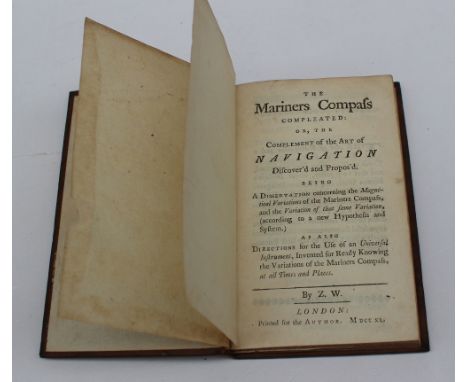 THE
Mariners Compaſs
COMPLEATED:
OR, THE
COMPLEMENT of the ART of
NAVIGATION
Diſcover'd and Propos'd.
BEING
A DISSERTATION concerning the Magne-
tical Variations of the Mariners Compaſs,
and the Variation of that ſame Variation,
(according to a new Hypotheſis and
Syſtem.)
AS ALSO
DIRECTIONS for the Uſe of an Univerſal
Inſtrument, Invented for Ready Knowing
the Variations of the Mariners Compaſs,
at all Times and Places.
By Z. W.
LONDON:
Printed for the AUTHOR. MDCCXL.